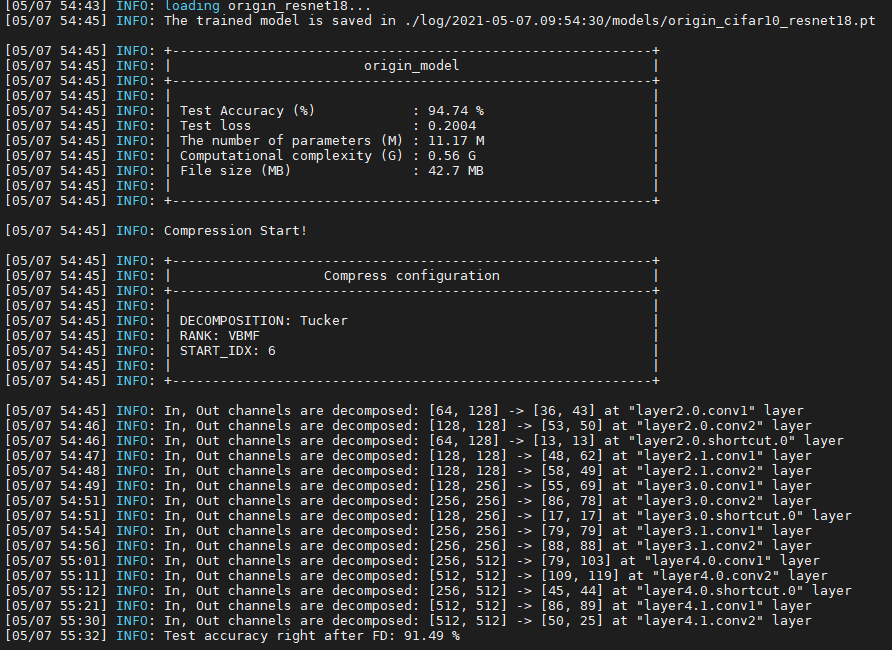 [05/07 54:43] INFO: loading origin_resnet18...
[05/07 54:45] INFO: The trained model is saved in ./log/2021-05-07.09:54:30/models/origin_cifar10_resnet18.pt
[05/07 54:45] INFO: +------------------------------------------------------------+
[05/07 54:45] INFO: |                        origin_model                        |
[05/07 54:45] INFO: +------------------------------------------------------------+
[05/07 54:45] INFO: |                                                            |
[05/07 54:45] INFO: | Test Accuracy (%)            : 94.74 %                     |
[05/07 54:45] INFO: | Test loss                    : 0.2004                      |
[05/07 54:45] INFO: | The number of parameters (M) : 11.17 M                     |
[05/07 54:45] INFO: | Computational complexity (G) : 0.56 G                      |
[05/07 54:45] INFO: | File size (MB)               : 42.7 MB                     |
[05/07 54:45] INFO: |                                                            |
[05/07 54:45] INFO: +------------------------------------------------------------+
[05/07 54:45] INFO: Compression Start!
[05/07 54:45] INFO: +------------------------------------------------------------+
[05/07 54:45] INFO: |                   Compress configuration                   |
[05/07 54:45] INFO: +------------------------------------------------------------+
[05/07 54:45] INFO: |                                                            |
[05/07 54:45] INFO: | DECOMPOSITION: Tucker                                      |
[05/07 54:45] INFO: | RANK: VBMF                                                 |
[05/07 54:45] INFO: | START_IDX: 6                                               |
[05/07 54:45] INFO: |                                                            |
[05/07 54:45] INFO: +------------------------------------------------------------+
[05/07 54:45] INFO: In, Out channels are decomposed: [64, 128] -> [36, 43] at "layer2.0.conv1" layer
[05/07 54:46] INFO: In, Out channels are decomposed: [128, 128] -> [53, 50] at "layer2.0.conv2" layer
[05/07 54:46] INFO: In, Out channels are decomposed: [64, 128] -> [13, 13] at "layer2.0.shortcut.0" layer
[05/07 54:47] INFO: In, Out channels are decomposed: [128, 128] -> [48, 62] at "layer2.1.conv1" layer
[05/07 54:48] INFO: In, Out channels are decomposed: [128, 128] -> [58, 49] at "layer2.1.conv2" layer
[05/07 54:49] INFO: In, Out channels are decomposed: [128, 256] -> [55, 69] at "layer3.0.conv1" layer
[05/07 54:51] INFO: In, Out channels are decomposed: [256, 256] -> [86, 78] at "layer3.0.conv2" layer
[05/07 54:51] INFO: In, Out channels are decomposed: [128, 256] -> [17, 17] at "layer3.0.shortcut.0" layer
[05/07 54:54] INFO: In, Out channels are decomposed: [256, 256] -> [79, 79] at "layer3.1.conv1" layer
[05/07 54:56] INFO: In, Out channels are decomposed: [256, 256] -> [88, 88] at "layer3.1.conv2" layer
[05/07 55:01] INFO: In, Out channels are decomposed: [256, 512] -> [79, 103] at "layer4.0.conv1" layer
[05/07 55:11] INFO: In, Out channels are decomposed: [512, 512] -> [109, 119] at "layer4.0.conv2" layer
[05/07 55:12] INFO: In, Out channels are decomposed: [256, 512] -> [45, 44] at "layer4.0.shortcut.0" layer
[05/07 55:21] INFO: In, Out channels are decomposed: [512, 512] -> [86, 89] at "layer4.1.conv1" layer
[05/07 55:30] INFO: In, Out channels are decomposed: [512, 512] -> [50, 25] at "layer4.1.conv2" layer
[05/07 55:32] INFO: Test accuracy right after FD: 91.49 %